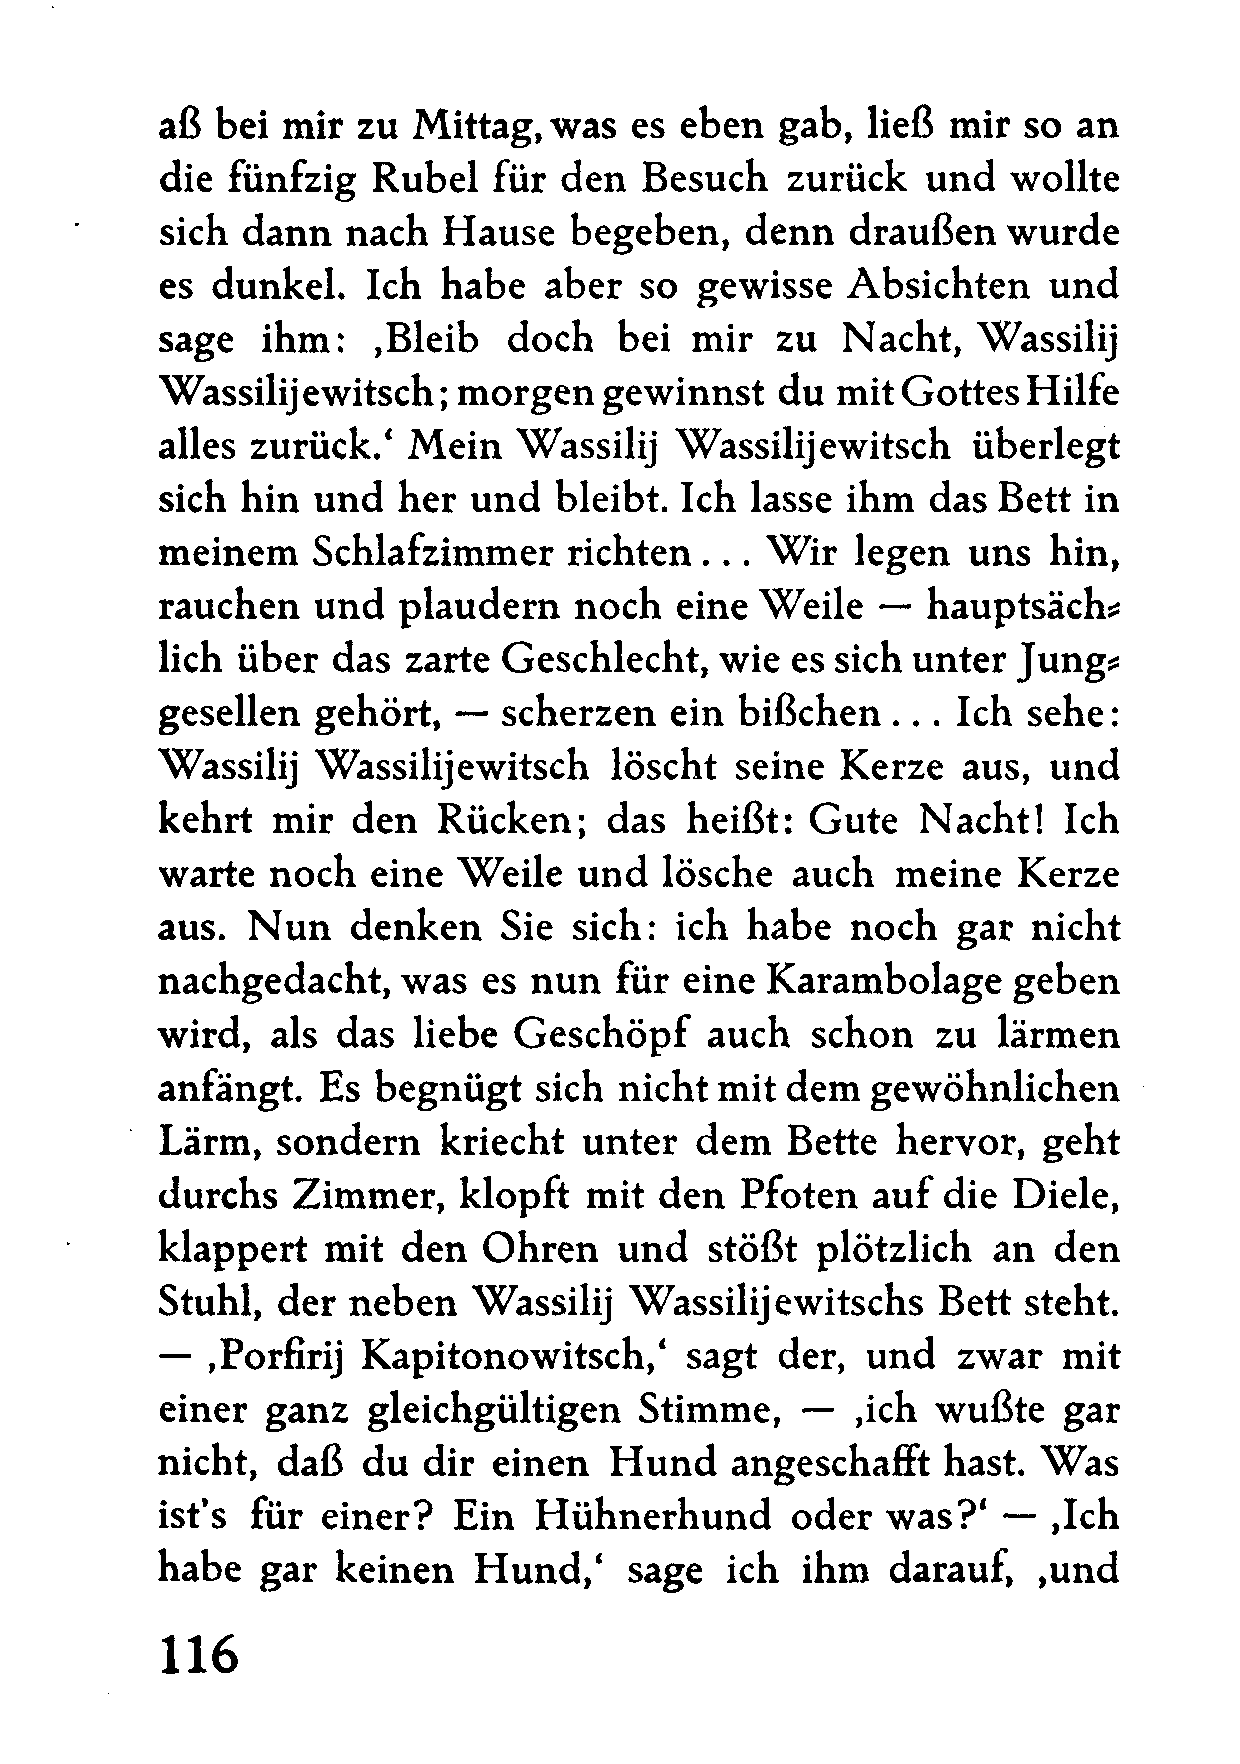 aß bei mir zu Mittag, was es eben gab, ließ mir so an
die fünfzig Rubel für den Besuch zurück und wollte
sich dann nach Hause begeben, denn draußen wurde
es dunkel. Ich habe aber so gewisse Absichten und
sage ihm: ‚Bleib doch bei mir zu Nacht, Wassilij
Wassilijewitsch; morgen gewinnst du mit Gottes Hilfe
alles zurück.‘ Mein Wassilij Wassilijewitsch überlegt
sich hin und her und bleibt. Ich lasse ihm das Bett in
meinem Schlafzimmer richten . . . Wir legen uns hin,
rauchen und plaudern noch eine Weile — hauptsäch⸗
lich über das zarte Geschlecht, wie es sich unter Jung⸗
gesellen gehört, — scherzen ein bißchen . . . Ich sehe:
Wassilij Wassilijewitsch löscht seine Kerze aus, und
kehrt mir den Rücken; das heißt: Gute Nacht! Ich
warte noch eine Weile und lösche auch meine Kerze
aus. Nun denken Sie sich: ich habe noch gar nicht
nachgedacht, was es nun für eine Karambolage geben
wird, als das liebe Geschöpf auch schon zu lärmen
anfängt. Es begnügt sich nicht mit dem gewöhnlichen
Lärm, sondern kriecht unter dem Bette hervor, geht
durchs Zimmer, klopft mit den Pfoten auf die Diele,
klappert mit den Ohren und stößt plötzlich an den
Stuhl, der neben Wassilij Wassilijewitschs Bett steht.
— ‚Porfirij Kapitonowitsch,‘ sagt der, und zwar mit
einer ganz gleichgültigen Stimme, — ‚ich wußte gar
nicht, daß du dir einen Hund angeschafft hast. Was
ist's für einer? Ein Hühnerhund oder was?‘ — ‚Ich
habe gar keinen Hund,‘ sage ich ihm darauf, ‚und
116